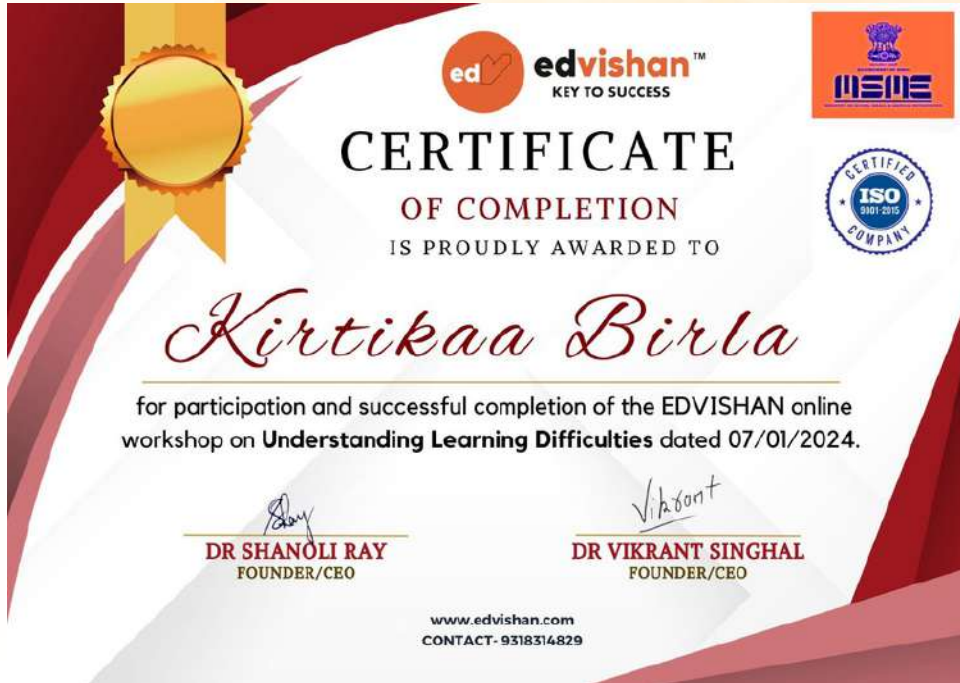 ed
edvishan™
KEY TO SUCCESS
MSME
CERTIFICATE
OF COMPLETION
IS PROUDLY AWARDED TO
CERTIFIED
ISO
9001-2015
COMPANY
Kirtikaa Birla
for participation and successful completion of the EDVISHAN online
workshop on Understanding Learning Difficulties dated 07/01/2024.
Vikrant
DR SHANOLI RAY
DR VIKRANT SINGHAL
FOUNDER/CEO
FOUNDER/CEO
www.edvishan.com
CONTACT- 9318314829